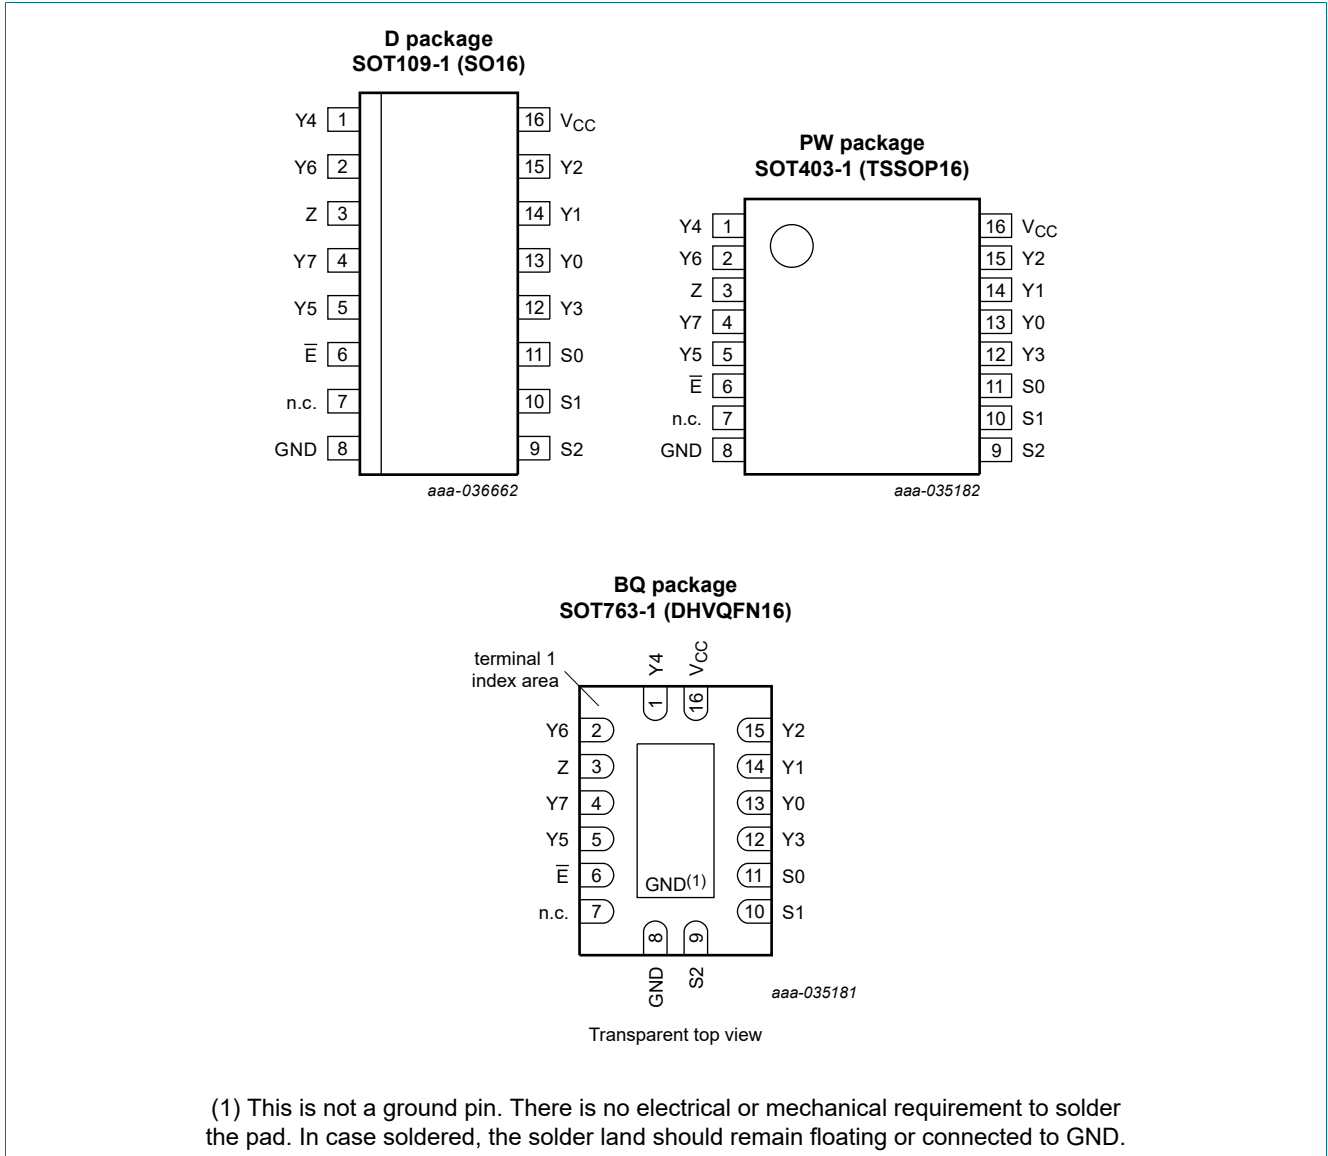 D package
SOT109-1 (SO16)
Y4 1 16 VCC
Y6 2 15 Y2
Z 3 14 Y1
Y7 4 13 Y0
Y5 5 12 Y3
E̅ 6 11 S0
n.c. 7 10 S1
GND 8 9 S2
aaa-036662
PW package
SOT403-1 (TSSOP16)
Y4 1 16 VCC
Y6 2 15 Y2
Z 3 14 Y1
Y7 4 13 Y0
Y5 5 12 Y3
E̅ 6 11 S0
n.c. 7 10 S1
GND 8 9 S2
aaa-035182
BQ package
SOT763-1 (DHVQFN16)
terminal 1
index area
Y4 VCC
1 16
Y6 2 15 Y2
Z 3 14 Y1
Y7 4 13 Y0
Y5 5 12 Y3
E̅ 6 11 S0
GND(1)
n.c. 7 10 S1
8 9
GND S2
aaa-035181
Transparent top view
(1) This is not a ground pin. There is no electrical or mechanical requirement to solder
the pad. In case soldered, the solder land should remain floating or connected to GND.